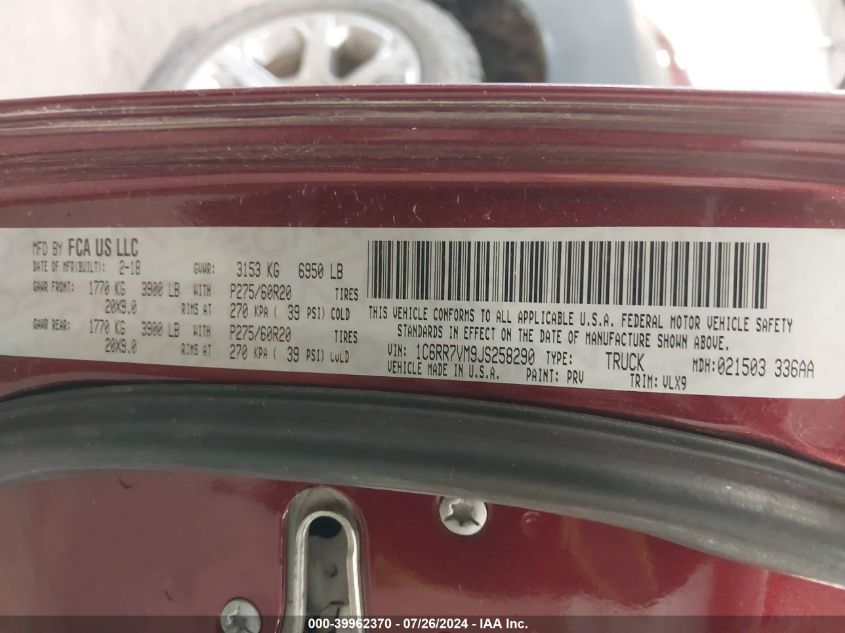 MFD BY FCA US LLC
DATE OF MFR(BUILT): 2-18 GVWR: 3153 KG 6950 LB
GAWR FRONT: 1770 KG 3900 LB WITH P275/60R20 TIRES
20X9.0 RIMS AT 270 KPA ( 39 PSI) COLD
GAWR REAR: 1770 KG 3900 LB WITH P275/60R20 TIRES
20X9.0 RIMS AT 270 KPA ( 39 PSI) COLD
THIS VEHICLE CONFORMS TO ALL APPLICABLE U.S.A. FEDERAL MOTOR VEHICLE SAFETY
STANDARDS IN EFFECT ON THE DATE OF MANUFACTURE SHOWN ABOVE.
VIN: 1C6RR7VM9JS258290 TYPE: TRUCK MDH:021503 336AA
VEHICLE MADE IN U.S.A. PAINT: PRV TRIM: VLX9
000-39962370 - 07/26/2024 - IAA Inc.